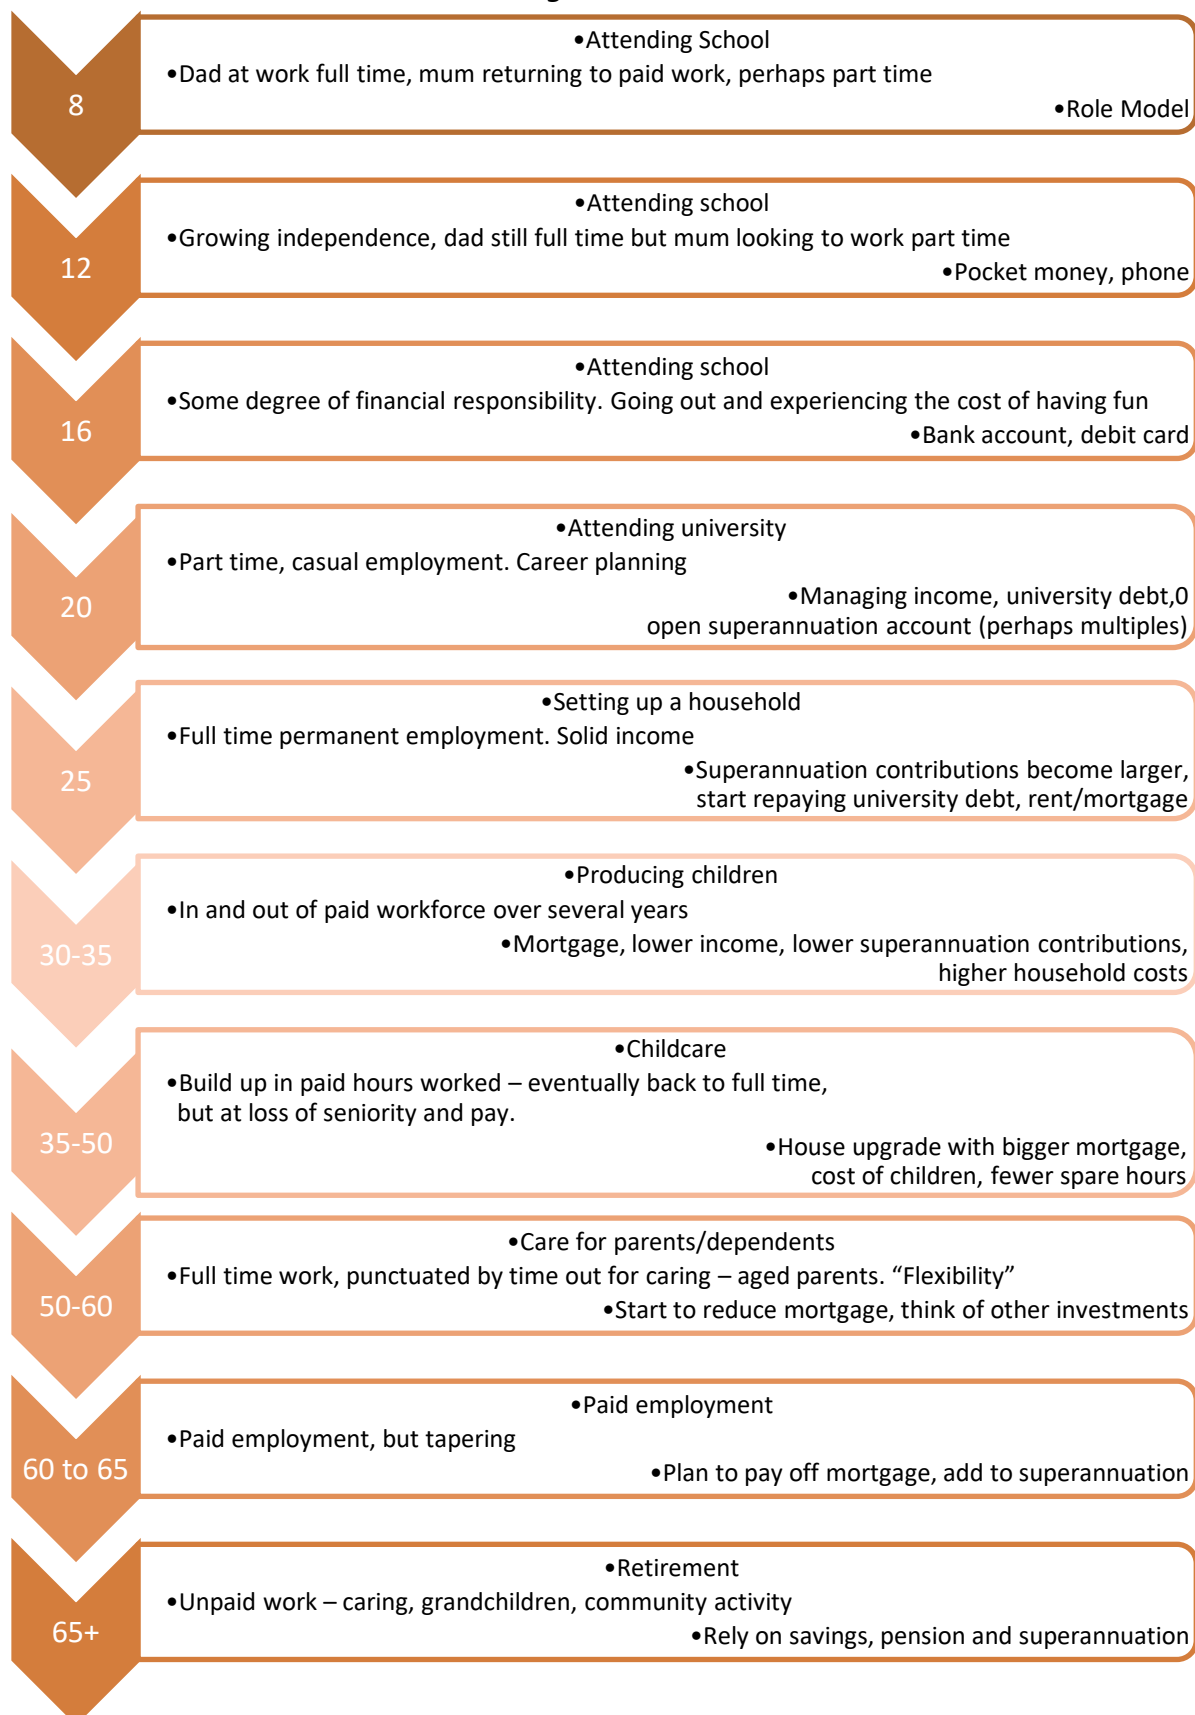 8
•Attending School
•Dad at work full time, mum returning to paid work, perhaps part time
•Role Model
12
•Attending school
•Growing independence, dad still full time but mum looking to work part time
•Pocket money, phone
16
•Attending school
•Some degree of financial responsibility. Going out and experiencing the cost of having fun
•Bank account, debit card
20
•Attending university
•Part time, casual employment. Career planning
•Managing income, university debt,0
open superannuation account (perhaps multiples)
25
•Setting up a household
•Full time permanent employment. Solid income
•Superannuation contributions become larger,
start repaying university debt, rent/mortgage
30-35
•Producing children
•In and out of paid workforce over several years
•Mortgage, lower income, lower superannuation contributions,
higher household costs
35-50
•Childcare
•Build up in paid hours worked – eventually back to full time,
but at loss of seniority and pay.
•House upgrade with bigger mortgage,
cost of children, fewer spare hours
50-60
•Care for parents/dependents
•Full time work, punctuated by time out for caring – aged parents. “Flexibility”
•Start to reduce mortgage, think of other investments
60 to 65
•Paid employment
•Paid employment, but tapering
•Plan to pay off mortgage, add to superannuation
65+
•Retirement
•Unpaid work – caring, grandchildren, community activity
•Rely on savings, pension and superannuation